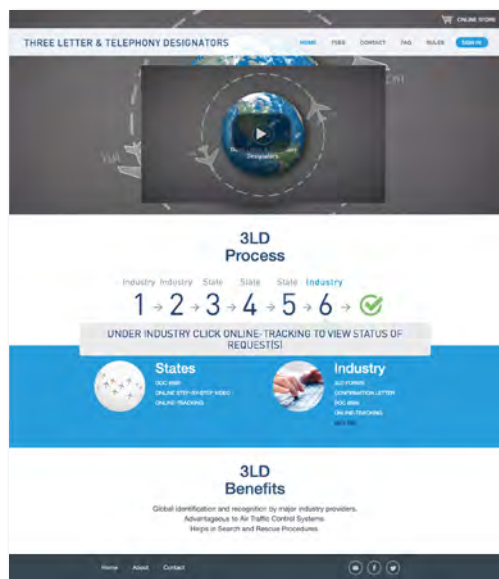 ONLINE STORE
THREE LETTER & TELEPHONY DESIGNATORS
HOME FEES CONTACT FAQ RULES SIGN IN
Designators
3LD
Process
Industry Industry State State State Industry
1 → 2 → 3 → 4 → 5 → 6 →
UNDER INDUSTRY CLICK ONLINE-TRACKING TO VIEW STATUS OF
REQUEST(S)
States
ONLINE STEP-BY-STEP VIDEO
ONLINE-TRACKING
Industry
3LD FORMS
CONFIRMATION LETTER
ONLINE-TRACKING
3LD
Benefits
Global identification and recognition by major industry providers.
Advantageous to Air Traffic Control Systems
Helps in Search and Rescue Procedures
Home About Contact